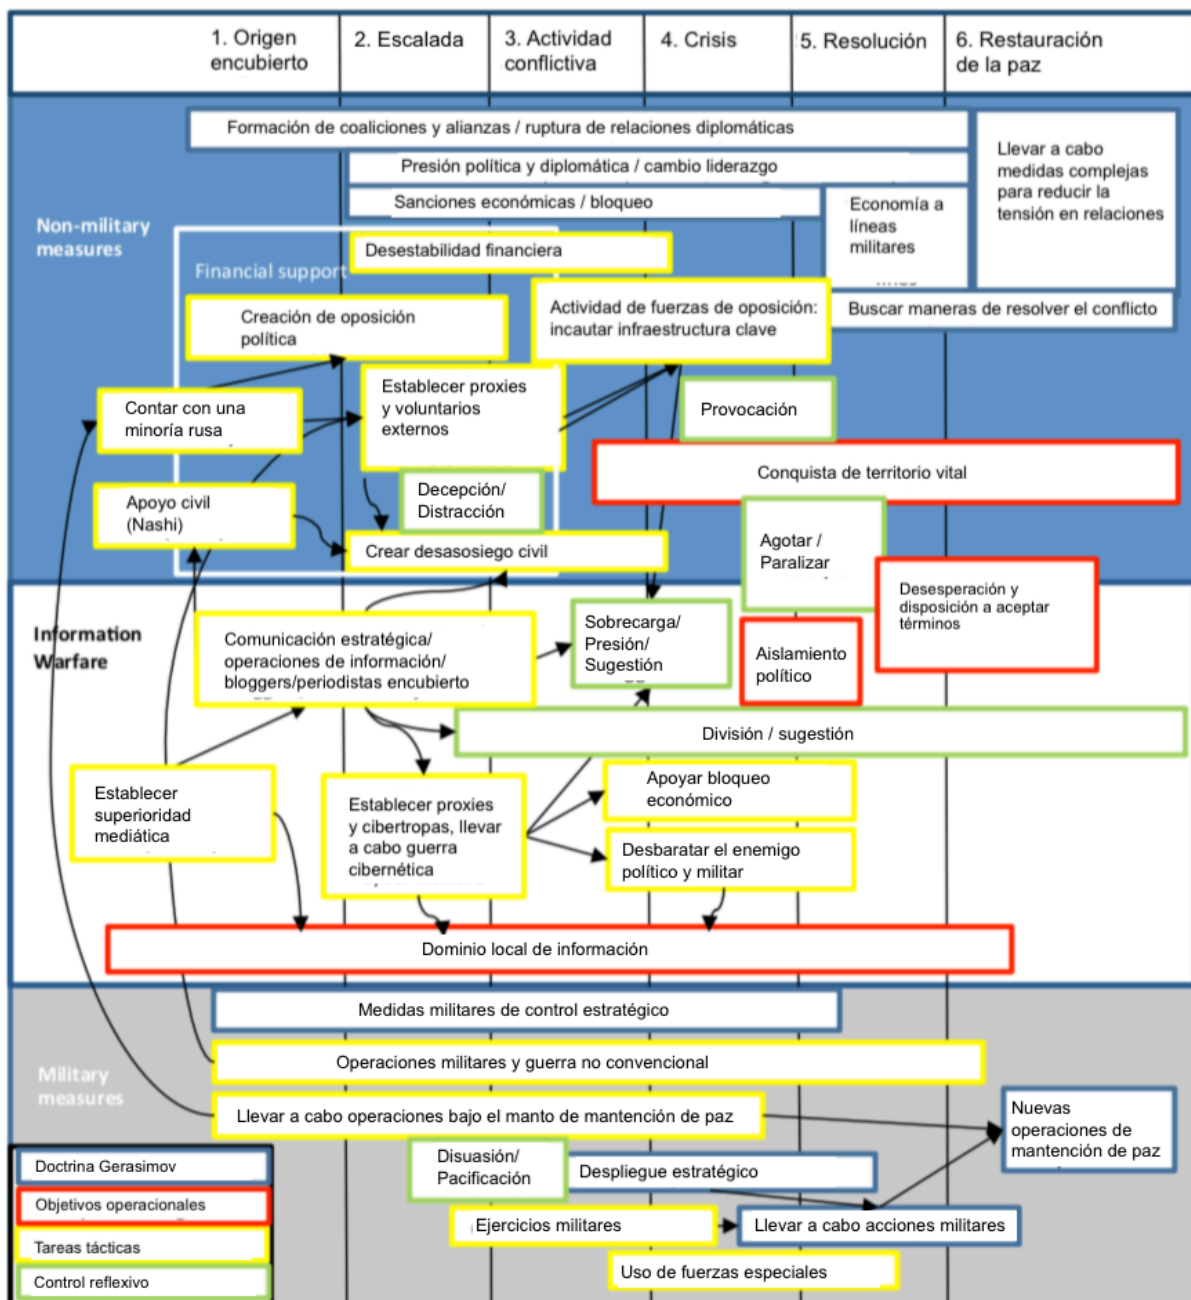 1. Origen
encubierto
2. Escalada
3. Actividad
conflictiva
4. Crisis
5. Resolución
6. Restauración
de la paz
Non-military
measures
Formación de coaliciones y alianzas / ruptura de relaciones diplomáticas
Presión política y diplomática / cambio liderazgo
Sanciones económicas / bloqueo
Economía a
líneas
militares
Llevar a cabo
medidas complejas
para reducir la
tensión en relaciones
Desestabilidad financiera
Financial support
Creación de oposición
política
Actividad de fuerzas de oposición:
incautar infraestructura clave
Buscar maneras de resolver el conflicto
Contar con una
minoría rusa
Establecer proxies
y voluntarios
externos
Provocación
Conquista de territorio vital
Apoyo civil
(Nashi)
Decepción/
Distracción
Crear desasosiego civil
Agotar /
Paralizar
Desesperación y
disposición a aceptar
términos
Information
Warfare
Comunicación estratégica/
operaciones de información/
bloggers/periodistas encubierto
Sobrecarga/
Presión/
Sugestión
Aislamiento
político
División / sugestión
Establecer
superioridad
mediática
Establecer proxies
y cibertropas, llevar
a cabo guerra
cibernética
Apoyar bloqueo
económico
Desbaratar el enemigo
político y militar
Dominio local de información
Military
measures
Medidas militares de control estratégico
Operaciones militares y guerra no convencional
Llevar a cabo operaciones bajo el manto de mantención de paz
Nuevas
operaciones de
mantención de paz
Disuasión/
Pacificación
Despliegue estratégico
Ejercicios militares
Llevar a cabo acciones militares
Uso de fuerzas especiales
Doctrina Gerasimov
Objetivos operacionales
Tareas tácticas
Control reflexivo